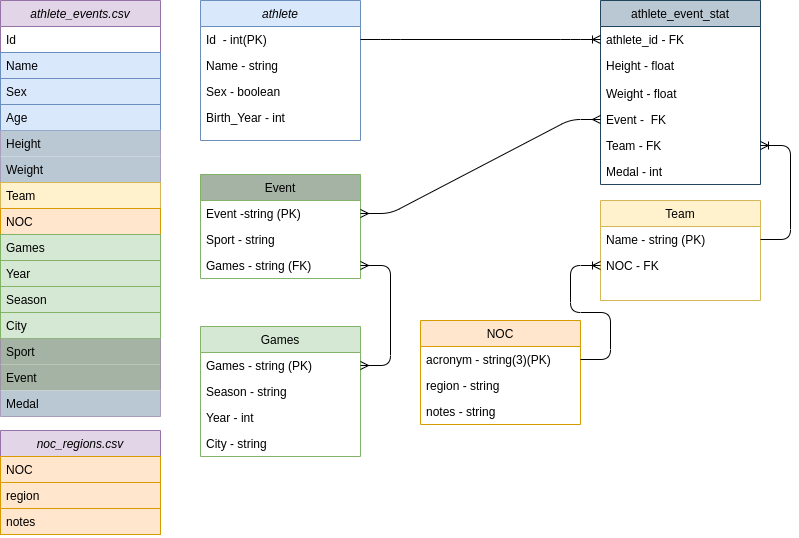 athlete_events.csv
Id
Name
Sex
Age
Height
Weight
Team
NOC
Games
Year
Season
City
Sport
Event
Medal
noc_regions.csv
NOC
region
notes
athlete
Id - int(PK)
Name - string
Sex - boolean
Birth_Year - int
Event
Event -string (PK)
Sport - string
Games - string (FK)
Games
Games - string (PK)
Season - string
Year - int
City - string
athlete_event_stat
athlete_id - FK
Height - float
Weight - float
Event - FK
Team - FK
Medal - int
Team
Name - string (PK)
NOC - FK
NOC
acronym - string(3)(PK)
region - string
notes - string